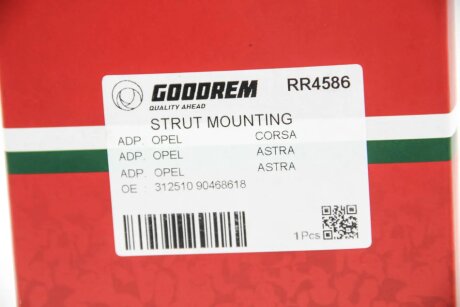 GOODREM
RR4586
QUALITY AHEAD
STRUT MOUNTING
ADP. OPEL CORSA
ADP. OPEL ASTRA
ADP. OPEL ASTRA
OE : 312510 90468618
1 Pcs